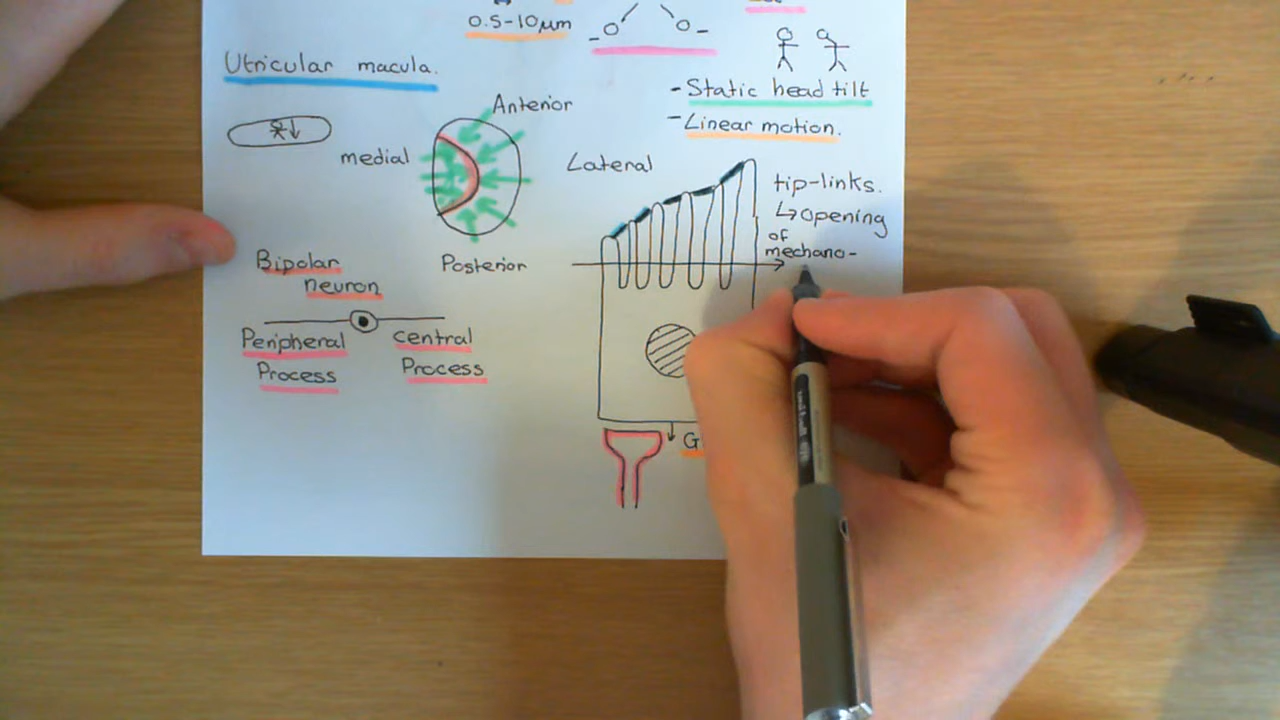 0.5-10μm
Utricular macula.
- Static head tilt
- Linear motion.
Anterior
medial
Lateral
Posterior
tip-links.
↳ opening
of
mechano-
Bipolar
neuron
Peripheral
Process
central
Process
G